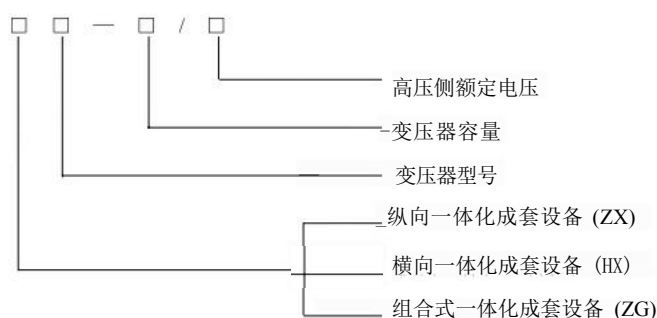 □ □ — □ / □
高压侧额定电压
变压器容量
变压器型号
纵向一体化成套设备 (ZX)
横向一体化成套设备 (HX)
组合式一体化成套设备 (ZG)